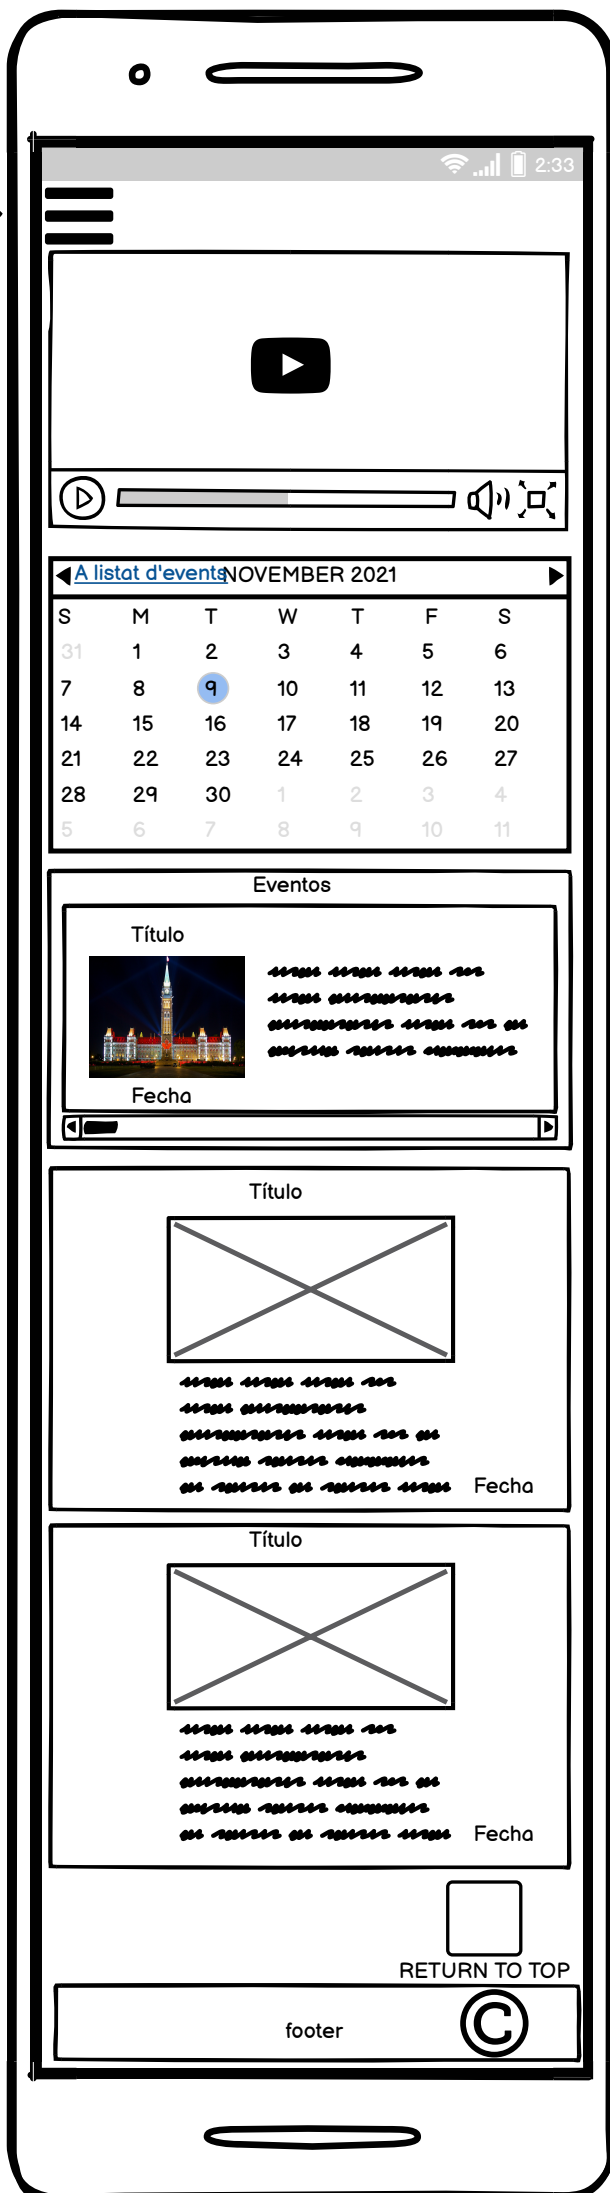 2:33
A listat d'events NOVEMBER 2021
S M T W T F S
31 1 2 3 4 5 6
7 8 9 10 11 12 13
14 15 16 17 18 19 20
21 22 23 24 25 26 27
28 29 30 1 2 3 4
5 6 7 8 9 10 11
Eventos
Título
Fecha
Título
Fecha
Título
Fecha
RETURN TO TOP
footer ©